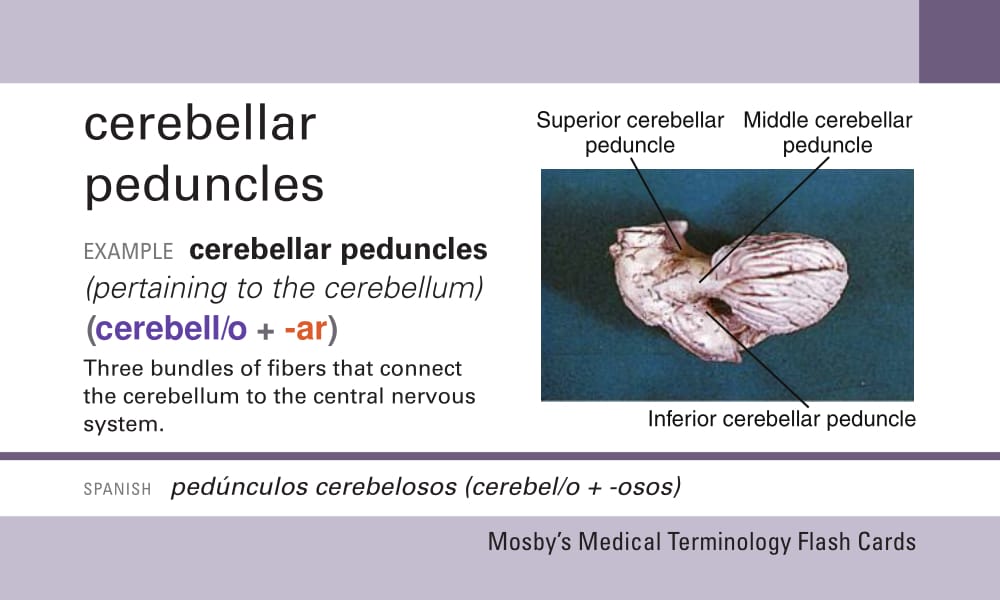 cerebellar
peduncles
EXAMPLE cerebellar peduncles
(pertaining to the cerebellum)
(cerebell/o + -ar)
Three bundles of fibers that connect
the cerebellum to the central nervous
system.
Superior cerebellar
peduncle
Middle cerebellar
peduncle
Inferior cerebellar peduncle
SPANISH pedúnculos cerebelosos (cerebel/o + -osos)
Mosby's Medical Terminology Flash Cards